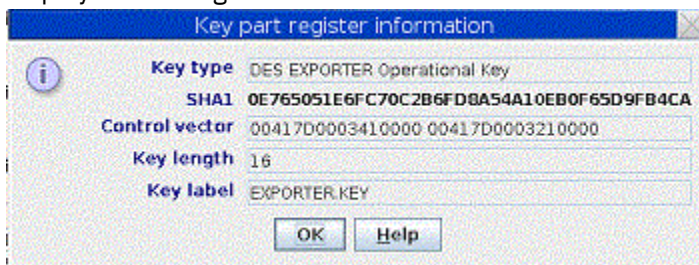 Key part register information
Key type DES EXPORTER Operational Key
SHA1 0E765051E6FC70C2B6FD8A54A10EB0F65D9FB4CA
Control vector 00417D0003410000 00417D0003210000
Key length 16
Key label EXPORTER.KEY
OK Help